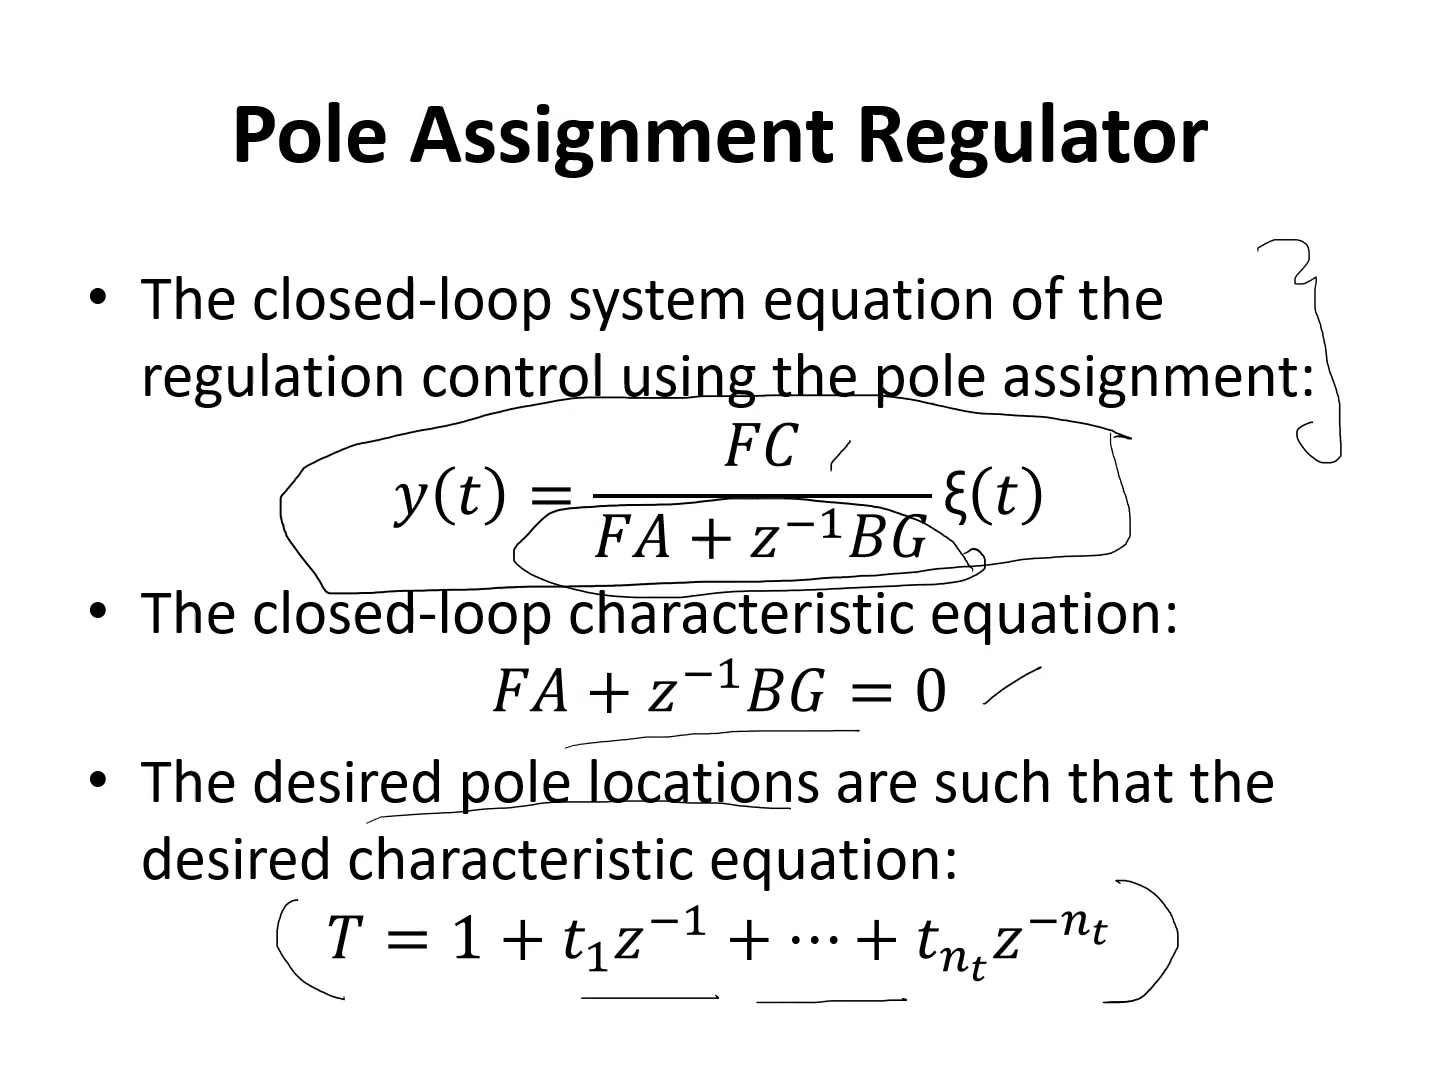 Pole Assignment Regulator
• The closed-loop system equation of the
regulation control using the pole assignment:
y(t) = \frac{FC}{FA + z^{-1}BG} ξ(t)
• The closed-loop characteristic equation:
FA + z^{-1}BG = 0
• The desired pole locations are such that the
desired characteristic equation:
T = 1 + t_1 z^{-1} + ⋯ + t_{n_t} z^{-n_t}